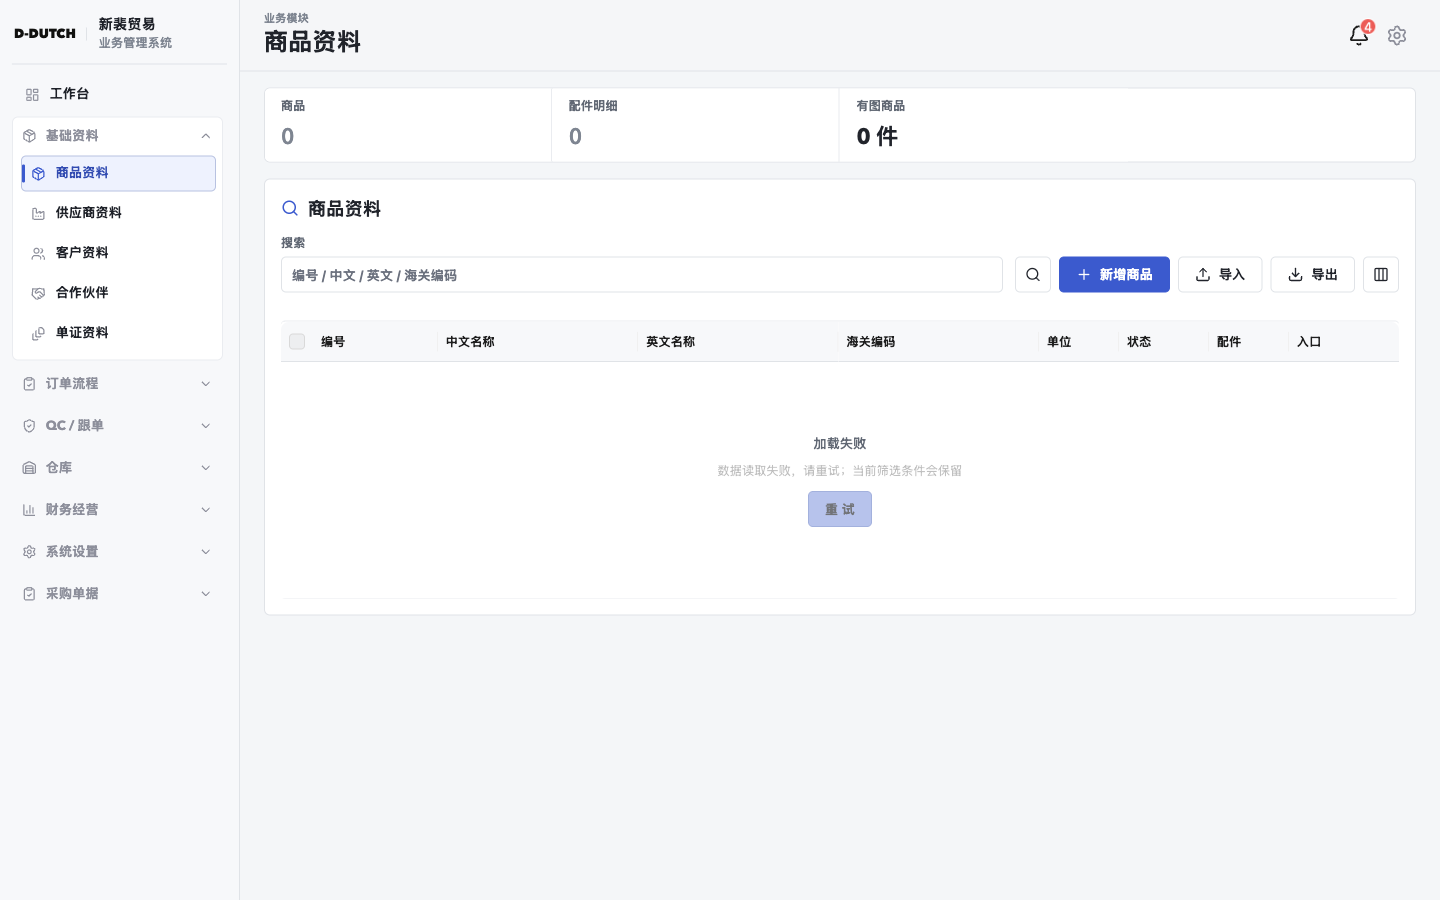 D-DUTCH
新裴贸易
业务管理系统
工作台
基础资料
商品资料
供应商资料
客户资料
合作伙伴
单证资料
订单流程
QC / 跟单
仓库
财务经营
系统设置
采购单据
业务模块
商品资料
4
商品
0
配件明细
0
有图商品
0 件
商品资料
搜索
编号 / 中文 / 英文 / 海关编码
新增商品
导入
导出
编号 中文名称 英文名称 海关编码 单位 状态 配件 入口
加载失败
数据读取失败，请重试；当前筛选条件会保留
重 试